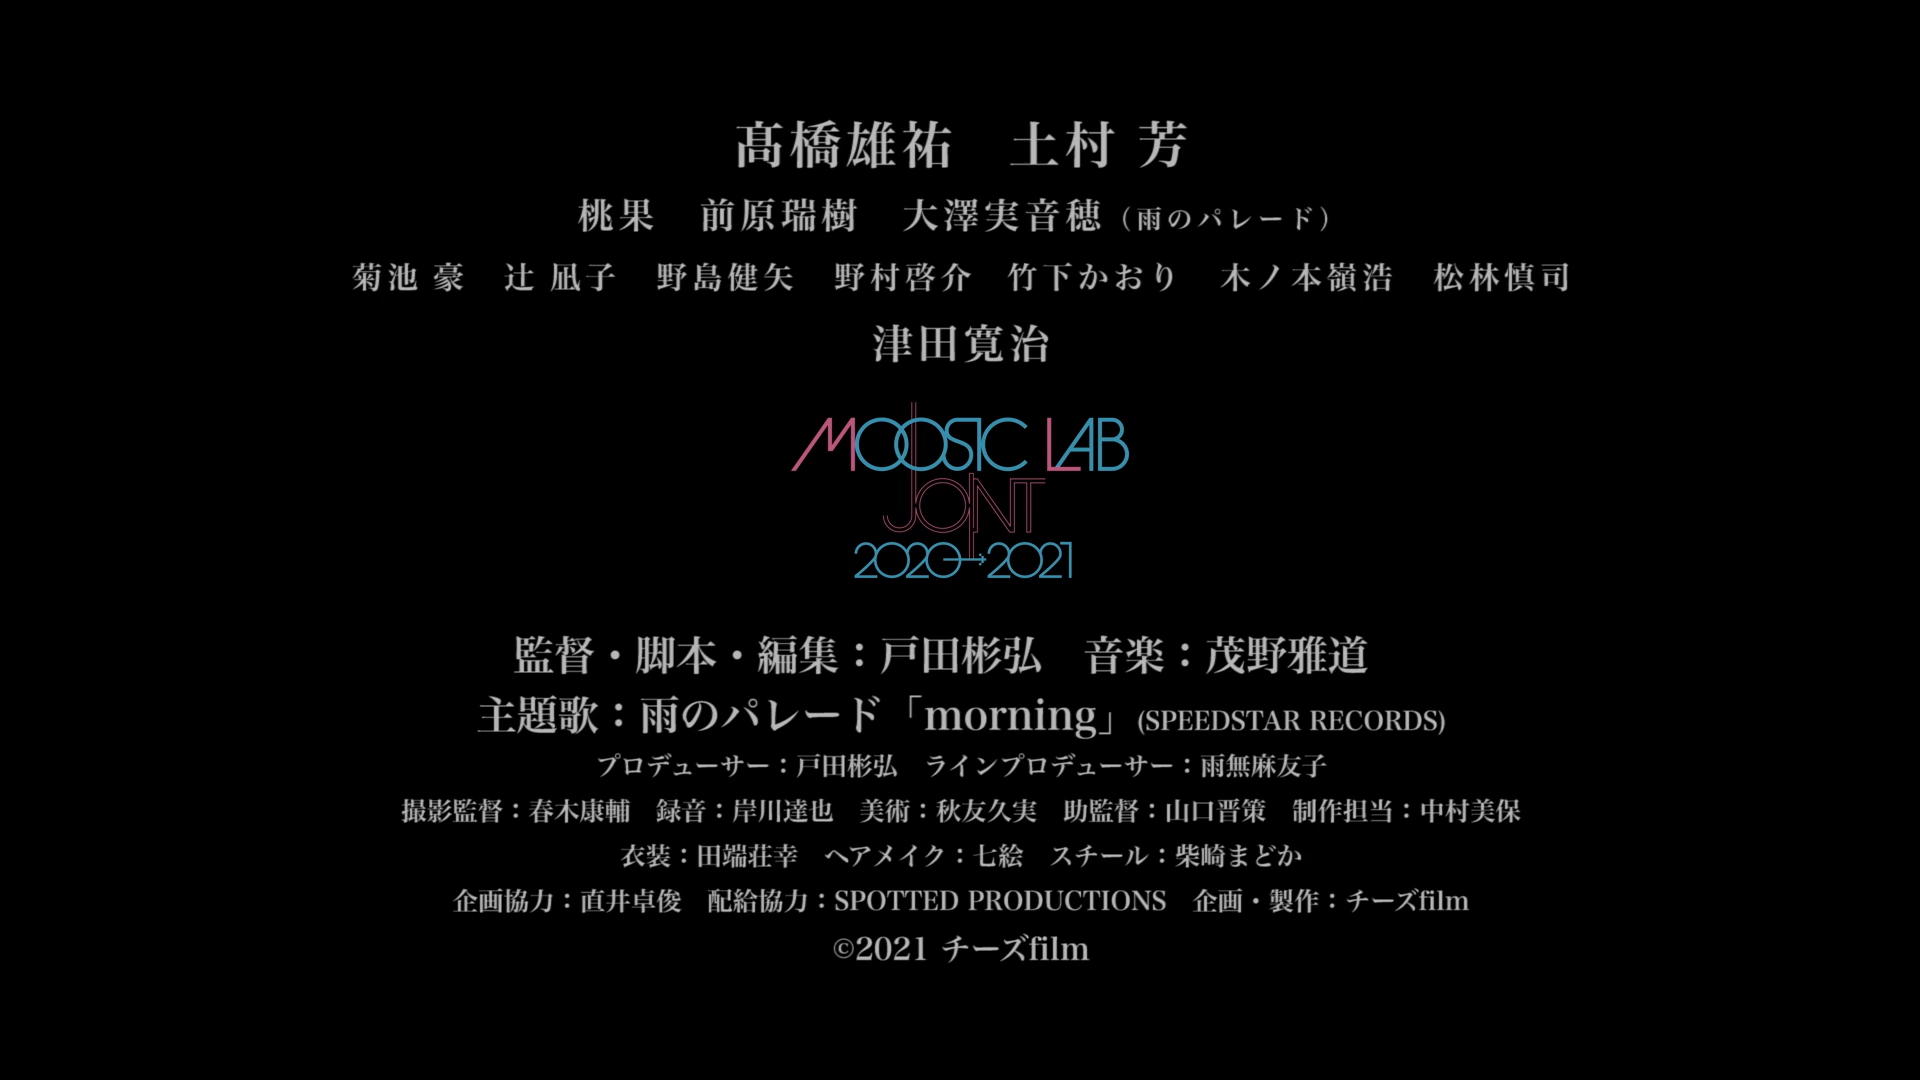 髙橋雄祐　土村 芳
桃果　前原瑞樹　大澤実音穂（雨のパレード）
菊池 豪　辻 凪子　野島健矢　野村啓介　竹下かおり　木ノ本嶺浩　松林慎司
津田寛治
MOOSIC LAB
JOINT
2020→2021
監督・脚本・編集：戸田彬弘　音楽：茂野雅道
主題歌：雨のパレード「morning」(SPEEDSTAR RECORDS)
プロデューサー：戸田彬弘　ラインプロデューサー：雨無麻友子
撮影監督：春木康輔　録音：岸川達也　美術：秋友久実　助監督：山口晋策　制作担当：中村美保
衣装：田端荘幸　ヘアメイク：七絵　スチール：柴崎まどか
企画協力：直井卓俊　配給協力：SPOTTED PRODUCTIONS　企画・製作：チーズfilm
©2021 チーズfilm